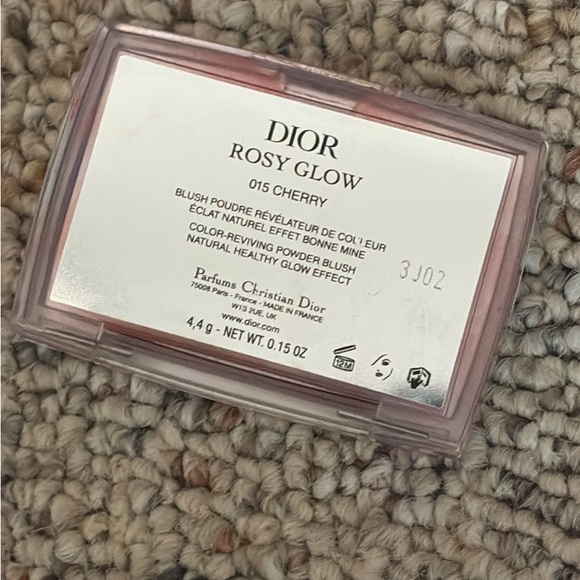 DIOR
ROSY GLOW
015 CHERRY
BLUSH POUDRE RÉVÉLATEUR DE COULEUR
ÉCLAT NATUREL EFFET BONNE MINE
COLOR-REVIVING POWDER BLUSH
NATURAL HEALTHY GLOW EFFECT
3J02
Parfums Christian Dior
75008 Paris - France - MADE IN FRANCE
W1S 2UE, UK
www.dior.com
4,4 g - NET WT. 0.15 OZ
12M